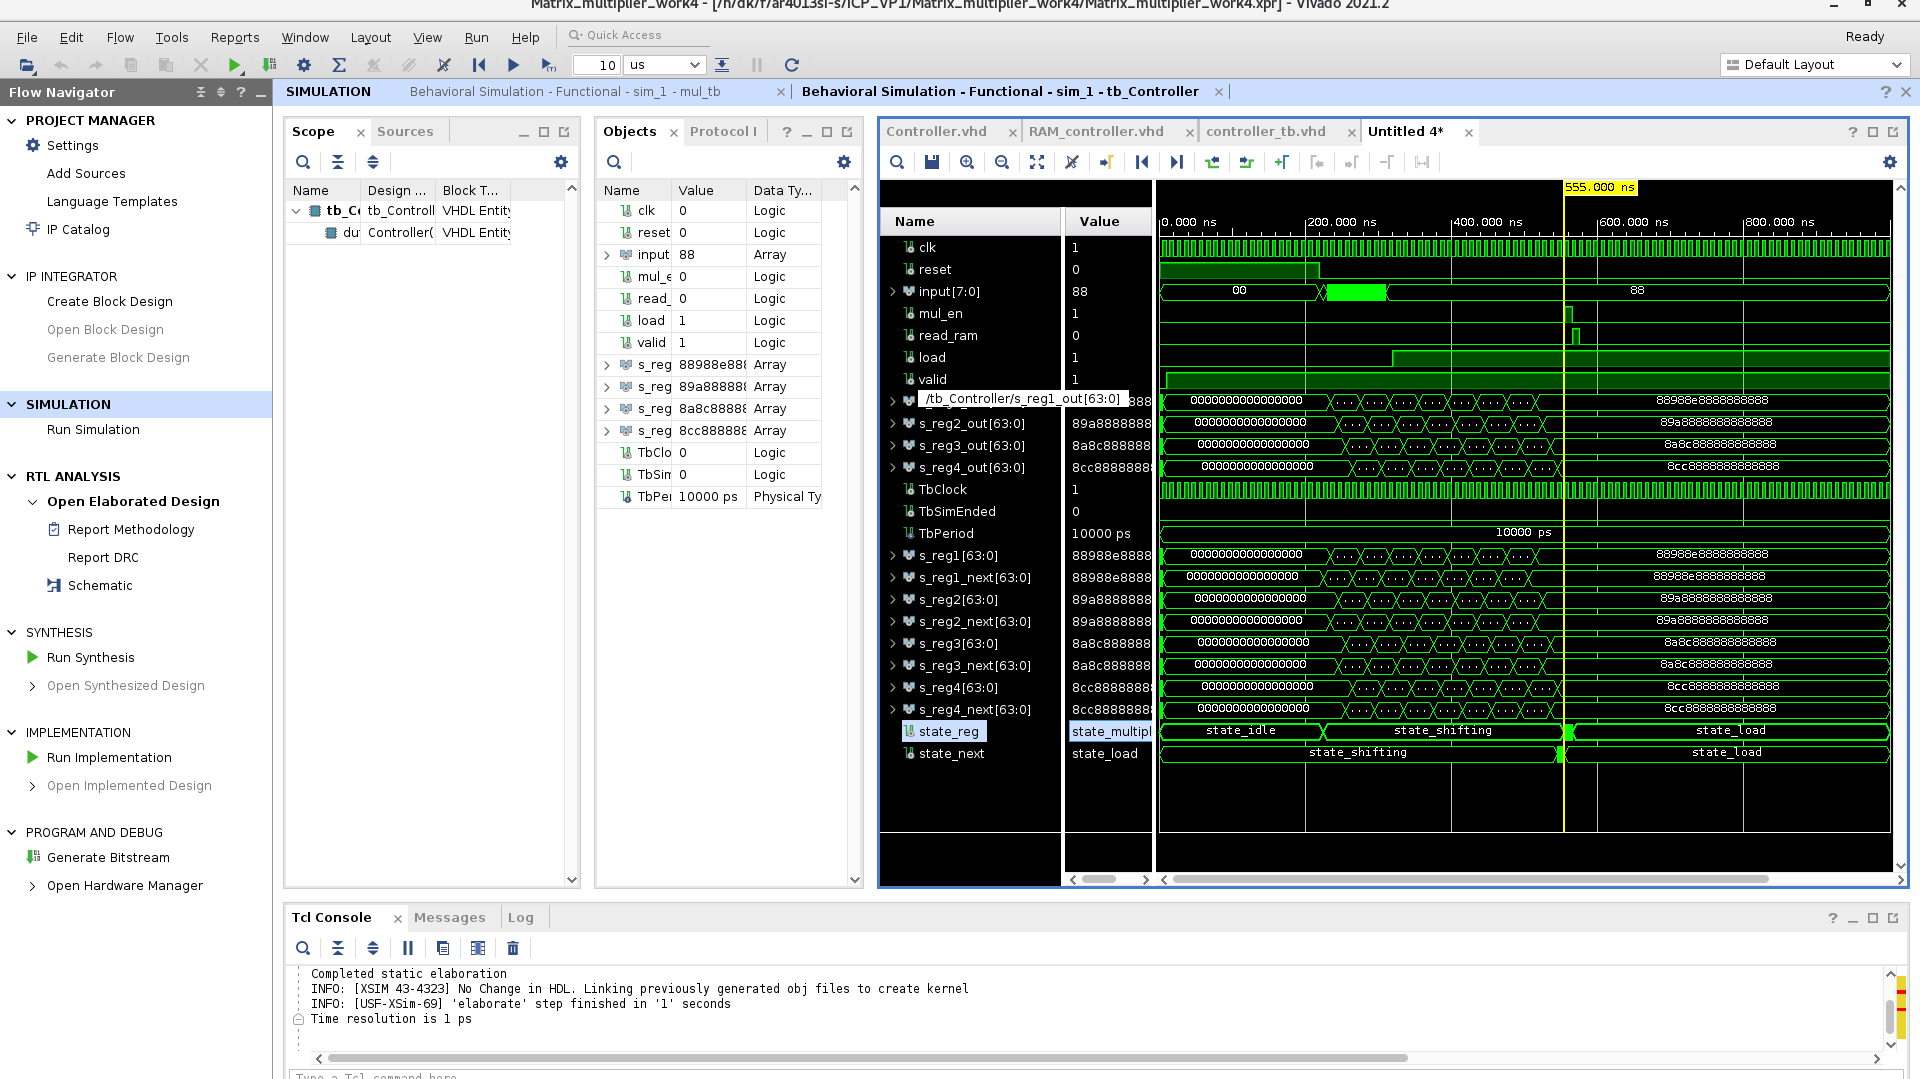 Matrix_multiplier_work4 - [/h/dk/f/ar4013si-s/ICP_VP1/Matrix_multiplier_work4/Matrix_multiplier_work4.xpr] - Vivado 2021.2
File Edit Flow Tools Reports Window Layout View Run Help Quick Access Ready
10 us Default Layout
Flow Navigator
SIMULATION Behavioral Simulation - Functional - sim_1 - mul_tb Behavioral Simulation - Functional - sim_1 - tb_Controller
PROJECT MANAGER
Settings
Add Sources
Language Templates
IP Catalog
IP INTEGRATOR
Create Block Design
Open Block Design
Generate Block Design
SIMULATION
Run Simulation
RTL ANALYSIS
Open Elaborated Design
Report Methodology
Report DRC
Schematic
SYNTHESIS
Run Synthesis
Open Synthesized Design
IMPLEMENTATION
Run Implementation
Open Implemented Design
PROGRAM AND DEBUG
Generate Bitstream
Open Hardware Manager
Scope Sources
Name Design ... Block T...
tb_Co tb_Controll VHDL Entity
dut Controller( VHDL Entity
Objects Protocol I
Name Value Data Ty...
clk 0 Logic
reset 0 Logic
input 88 Array
mul_e 0 Logic
read_ 0 Logic
load 1 Logic
valid 1 Logic
s_reg 88988e888 Array
s_reg 89a888888 Array
s_reg 8a8c88888 Array
s_reg 8cc888888 Array
TbClo 0 Logic
TbSim 0 Logic
TbPer 10000 ps Physical Ty
Controller.vhd RAM_controller.vhd controller_tb.vhd Untitled 4*
555.000 ns
Name Value 0.000 ns 200.000 ns 400.000 ns 600.000 ns 800.000 ns
clk 1
reset 0
input[7:0] 88 00 88
mul_en 1
read_ram 0
load 1
valid 1
/tb_Controller/s_reg1_out[63:0] 888 0000000000000000 88988e8888888888
s_reg2_out[63:0] 89a8888888 0000000000000000 89a8888888888888
s_reg3_out[63:0] 8a8c888888 0000000000000000 8a8c888888888888
s_reg4_out[63:0] 8cc8888888 0000000000000000 8cc8888888888888
TbClock 1
TbSimEnded 0
TbPeriod 10000 ps 10000 ps
s_reg1[63:0] 88988e8888 0000000000000000 88988e8888888888
s_reg1_next[63:0] 88988e8888 0000000000000000 88988e8888888888
s_reg2[63:0] 89a8888888 0000000000000000 89a8888888888888
s_reg2_next[63:0] 89a8888888 0000000000000000 89a8888888888888
s_reg3[63:0] 8a8c888888 0000000000000000 8a8c888888888888
s_reg3_next[63:0] 8a8c888888 0000000000000000 8a8c888888888888
s_reg4[63:0] 8cc8888888 0000000000000000 8cc8888888888888
s_reg4_next[63:0] 8cc8888888 0000000000000000 8cc8888888888888
state_reg state_multipl state_idle state_shifting state_load
state_next state_load state_shifting state_load
Tcl Console Messages Log
Completed static elaboration
INFO: [XSIM 43-4323] No Change in HDL. Linking previously generated obj files to create kernel
INFO: [USF-XSim-69] 'elaborate' step finished in '1' seconds
Time resolution is 1 ps
Type a Tcl command here